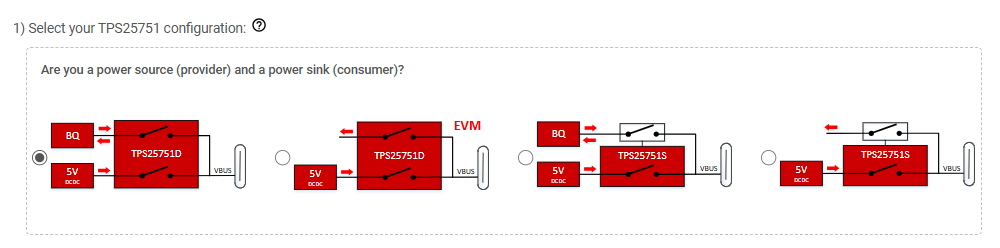 1) Select your TPS25751 configuration: ?
Are you a power source (provider) and a power sink (consumer)?
BQ
TPS25751D
5V
DCDC
VBUS
EVM
TPS25751D
5V
DCDC
VBUS
BQ
TPS25751S
5V
DCDC
VBUS
TPS25751S
5V
DCDC
VBUS